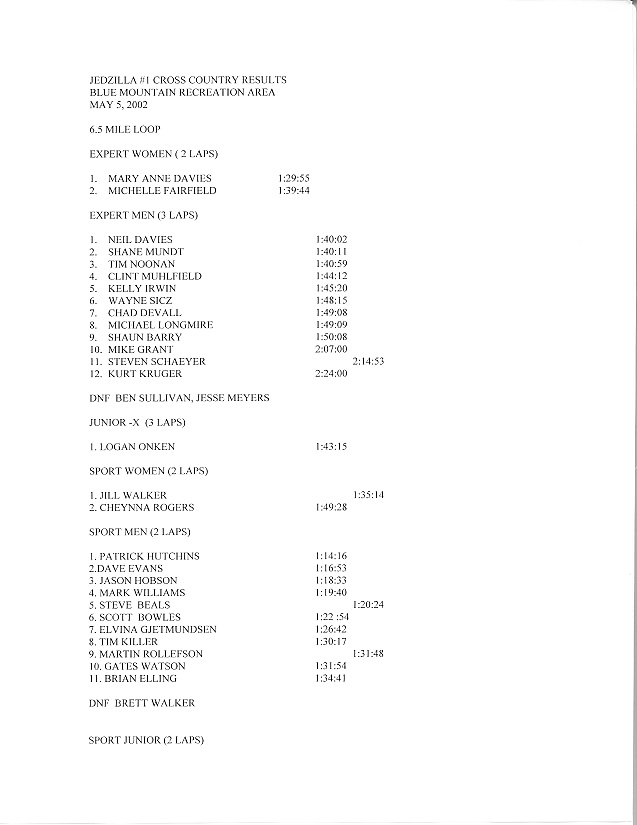 JEDZILLA #1 CROSS COUNTRY RESULTS
BLUE MOUNTAIN RECREATION AREA
MAY 5, 2002
6.5 MILE LOOP
EXPERT WOMEN ( 2 LAPS)
1. MARY ANNE DAVIES 1:29:55
2. MICHELLE FAIRFIELD 1:39:44
EXPERT MEN (3 LAPS)
1. NEIL DAVIES 1:40:02
2. SHANE MUNDT 1:40:11
3. TIM NOONAN 1:40:59
4. CLINT MUHLFIELD 1:44:12
5. KELLY IRWIN 1:45:20
6. WAYNE SICZ 1:48:15
7. CHAD DEVALL 1:49:08
8. MICHAEL LONGMIRE 1:49:09
9. SHAUN BARRY 1:50:08
10. MIKE GRANT 2:07:00
11. STEVEN SCHAEYER 2:14:53
12. KURT KRUGER 2:24:00
DNF BEN SULLIVAN, JESSE MEYERS
JUNIOR -X (3 LAPS)
1. LOGAN ONKEN 1:43:15
SPORT WOMEN (2 LAPS)
1. JILL WALKER 1:35:14
2. CHEYNNA ROGERS 1:49:28
SPORT MEN (2 LAPS)
1. PATRICK HUTCHINS 1:14:16
2.DAVE EVANS 1:16:53
3. JASON HOBSON 1:18:33
4. MARK WILLIAMS 1:19:40
5. STEVE BEALS 1:20:24
6. SCOTT BOWLES 1:22 :54
7. ELVINA GJETMUNDSEN 1:26:42
8. TIM KILLER 1:30:17
9. MARTIN ROLLEFSON 1:31:48
10. GATES WATSON 1:31:54
11. BRIAN ELLING 1:34:41
DNF BRETT WALKER
SPORT JUNIOR (2 LAPS)